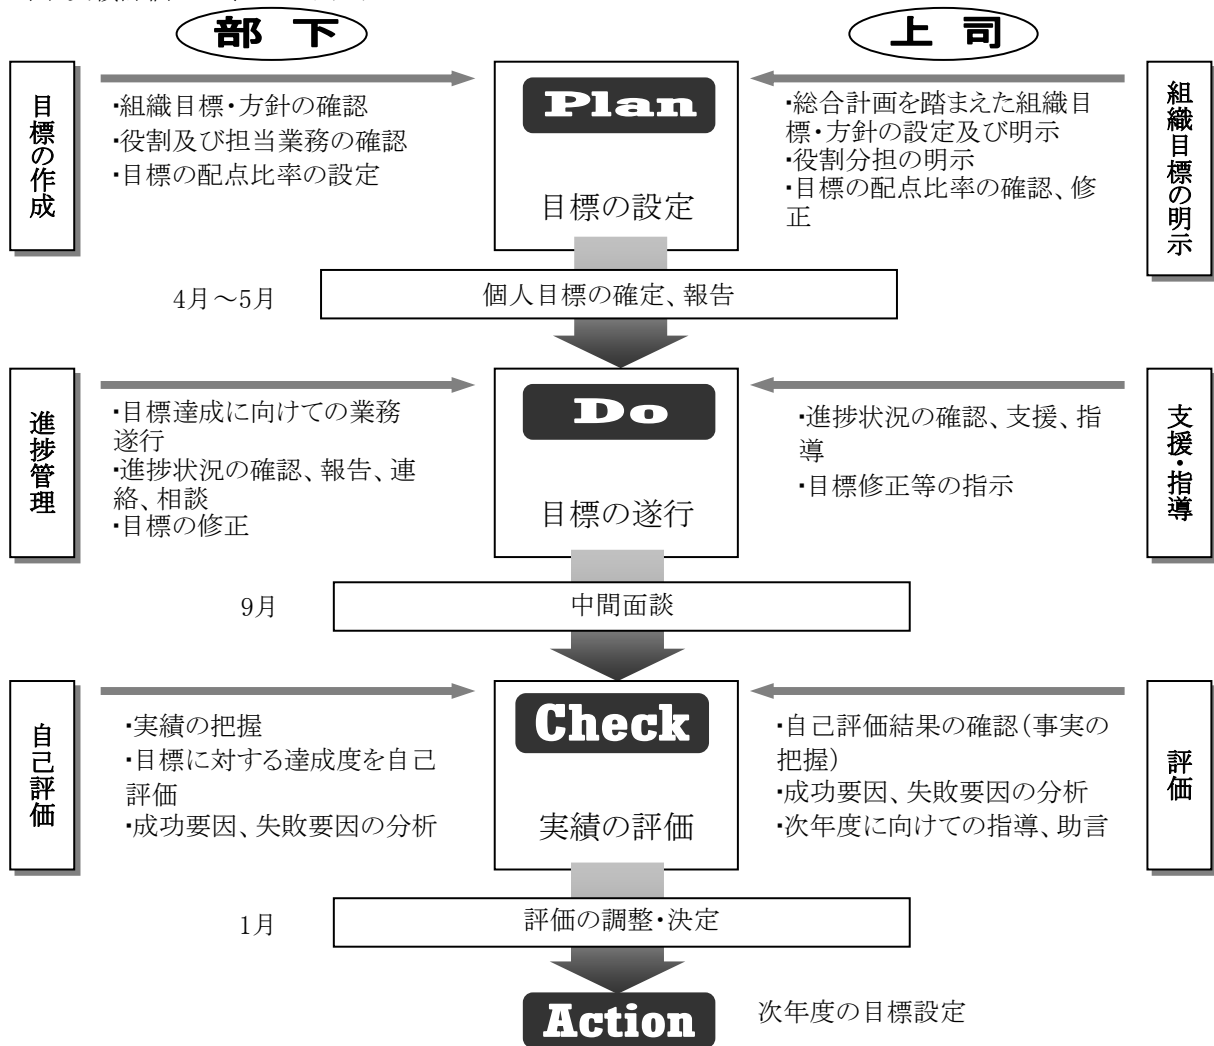 部 下
上 司
目標の作成
・組織目標・方針の確認
・役割及び担当業務の確認
・目標の配点比率の設定
Plan
目標の設定
・総合計画を踏まえた組織目
標・方針の設定及び明示
・役割分担の明示
・目標の配点比率の確認、修
正
組織目標の明示
4月～5月
個人目標の確定、報告
進捗管理
・目標達成に向けての業務
遂行
・進捗状況の確認、報告、連
絡、相談
・目標の修正
Do
目標の遂行
・進捗状況の確認、支援、指
導
・目標修正等の指示
支援・指導
9月
中間面談
自己評価
・実績の把握
・目標に対する達成度を自己
評価
・成功要因、失敗要因の分析
Check
実績の評価
・自己評価結果の確認（事実の
把握）
・成功要因、失敗要因の分析
・次年度に向けての指導、助言
評価
1月
評価の調整・決定
Action
次年度の目標設定